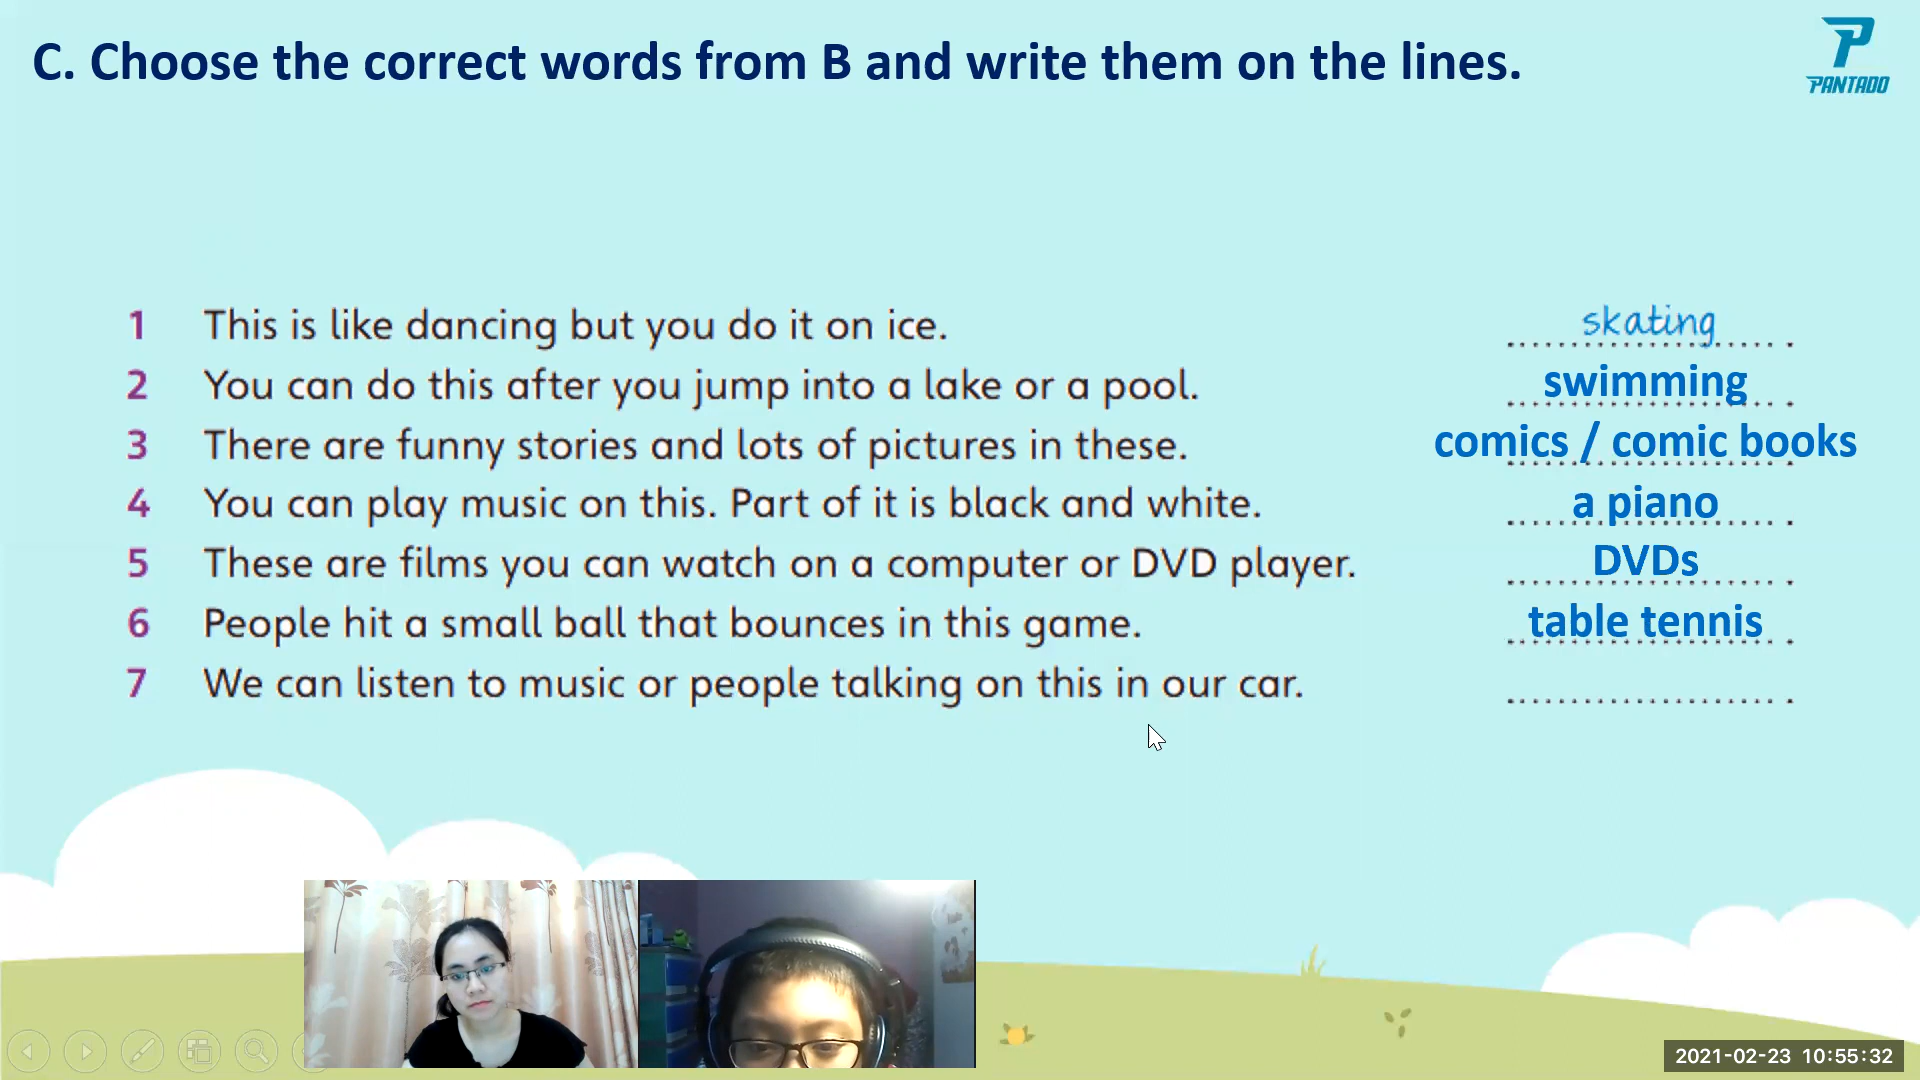 C. Choose the correct words from B and write them on the lines.
PANTADO
1 This is like dancing but you do it on ice. skating
2 You can do this after you jump into a lake or a pool. swimming
3 There are funny stories and lots of pictures in these. comics / comic books
4 You can play music on this. Part of it is black and white. a piano
5 These are films you can watch on a computer or DVD player. DVDs
6 People hit a small ball that bounces in this game. table tennis
7 We can listen to music or people talking on this in our car.
2021-02-23 10:55:32